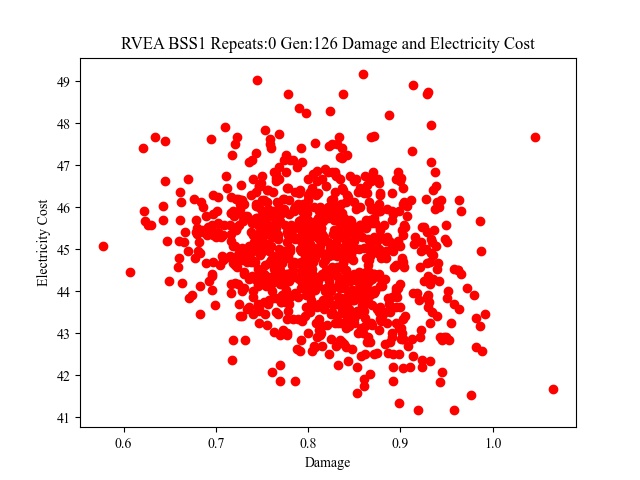 RVEA BSS1 Repeats:0 Gen:126 Damage and Electricity Cost
49
48
47
46
45
44
43
42
41
Electricity Cost
0.6 0.7 0.8 0.9 1.0
Damage